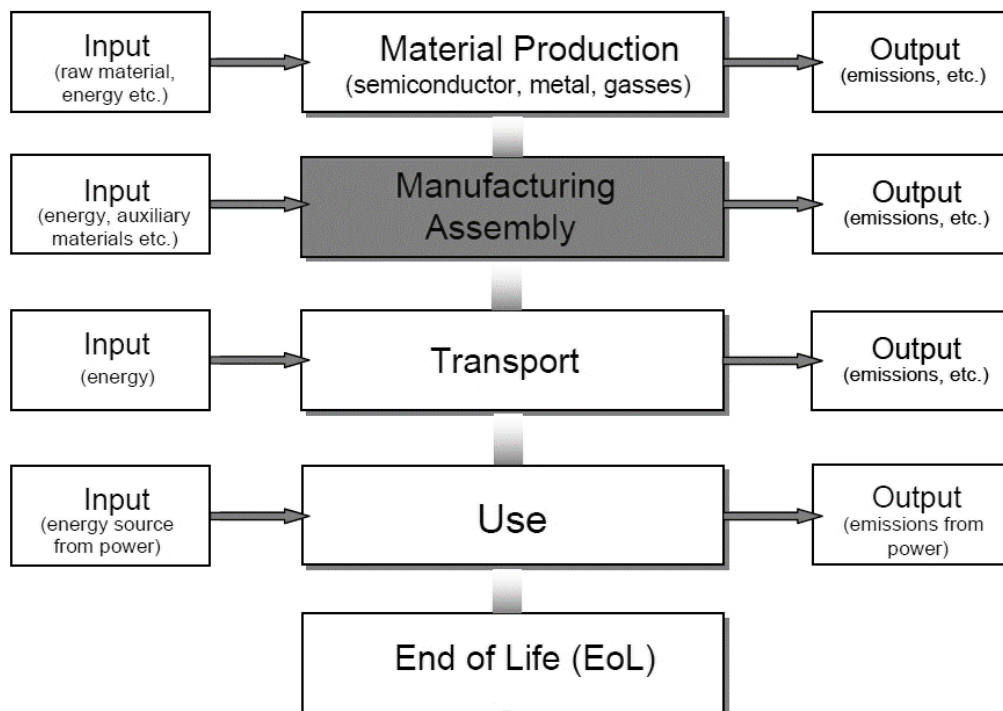 Input
(raw material,
energy etc.)
Material Production
(semiconductor, metal, gasses)
Output
(emissions, etc.)
Input
(energy, auxiliary
materials etc.)
Manufacturing
Assembly
Output
(emissions, etc.)
Input
(energy)
Transport
Output
(emissions, etc.)
Input
(energy source
from power)
Use
Output
(emissions from
power)
End of Life (EoL)